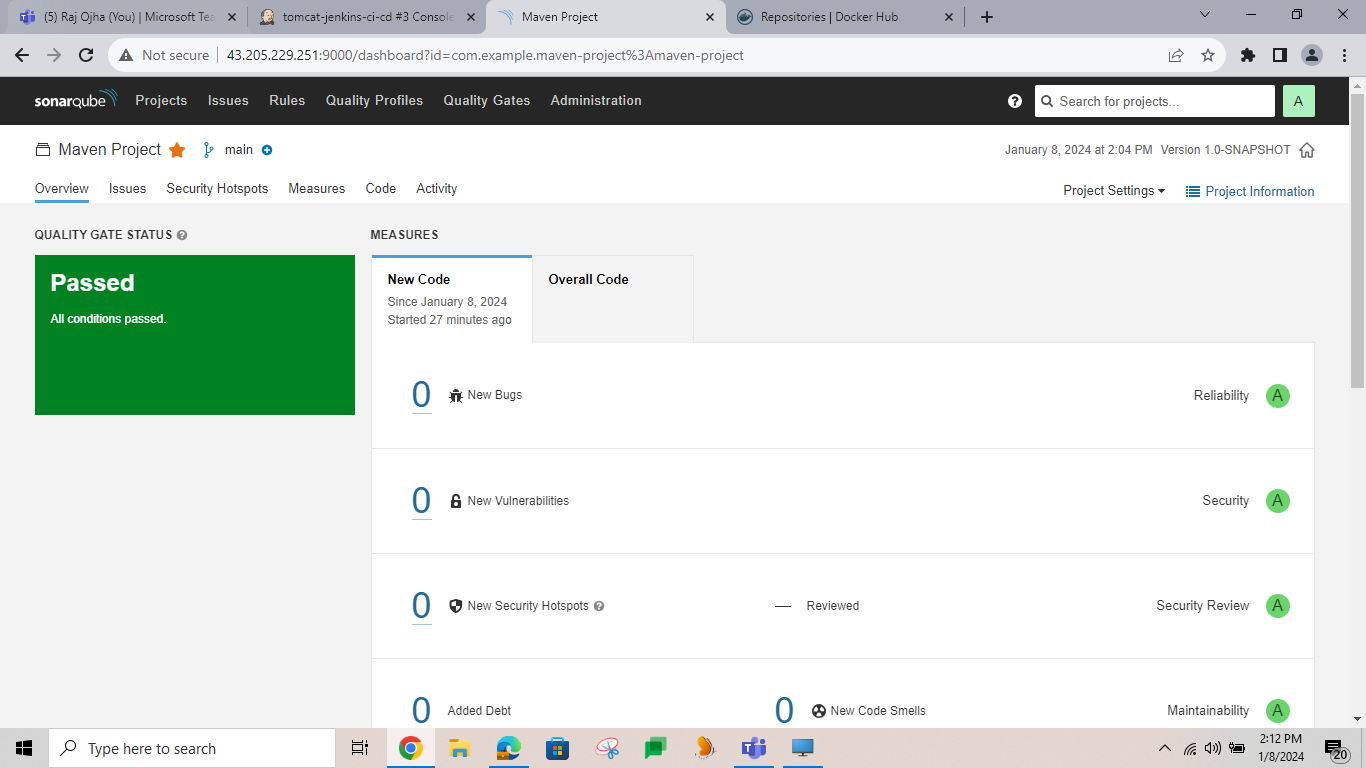 (5) Raj Ojha (You) | Microsoft Tea
tomcat-jenkins-ci-cd #3 Console
Maven Project
Repositories | Docker Hub
Not secure 43.205.229.251:9000/dashboard?id=com.example.maven-project%3Amaven-project
sonarqube Projects Issues Rules Quality Profiles Quality Gates Administration
Search for projects...
A
Maven Project main
January 8, 2024 at 2:04 PM Version 1.0-SNAPSHOT
Overview Issues Security Hotspots Measures Code Activity
Project Settings Project Information
QUALITY GATE STATUS
MEASURES
Passed
All conditions passed.
New Code
Since January 8, 2024
Started 27 minutes ago
Overall Code
0 New Bugs Reliability A
0 New Vulnerabilities Security A
0 New Security Hotspots — Reviewed Security Review A
0 Added Debt 0 New Code Smells Maintainability A
Type here to search
2:12 PM
1/8/2024
20